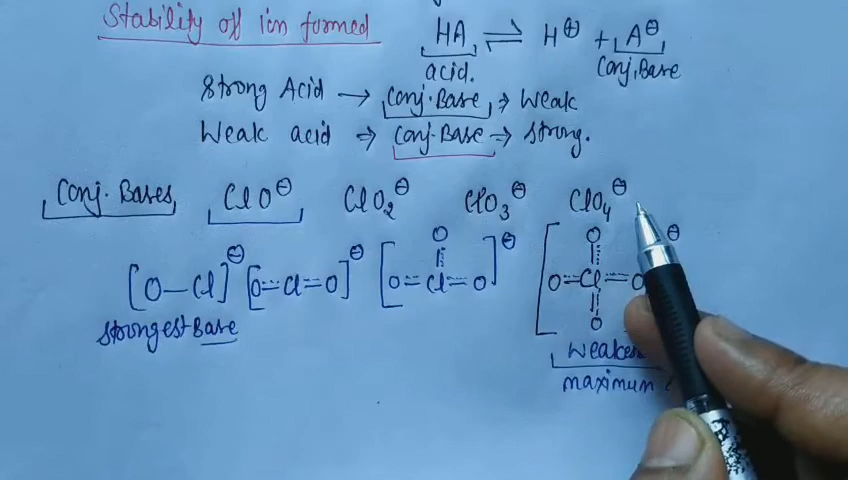 Stability of ion formed
HA ⇌ H⊕ + A⊖
acid. Conj. Base
Strong Acid → Conj. Base → Weak
Weak acid → Conj. Base → strong.
Conj. Bases ClO⊖ ClO₂⊖ ClO₃⊖ ClO₄⊖
O
O
[O—Cl]⊖ [O=Cl=O]⊖ [O=Cl=O]⊖ [O=Cl=O ⊖
O
strongest Base
maximum